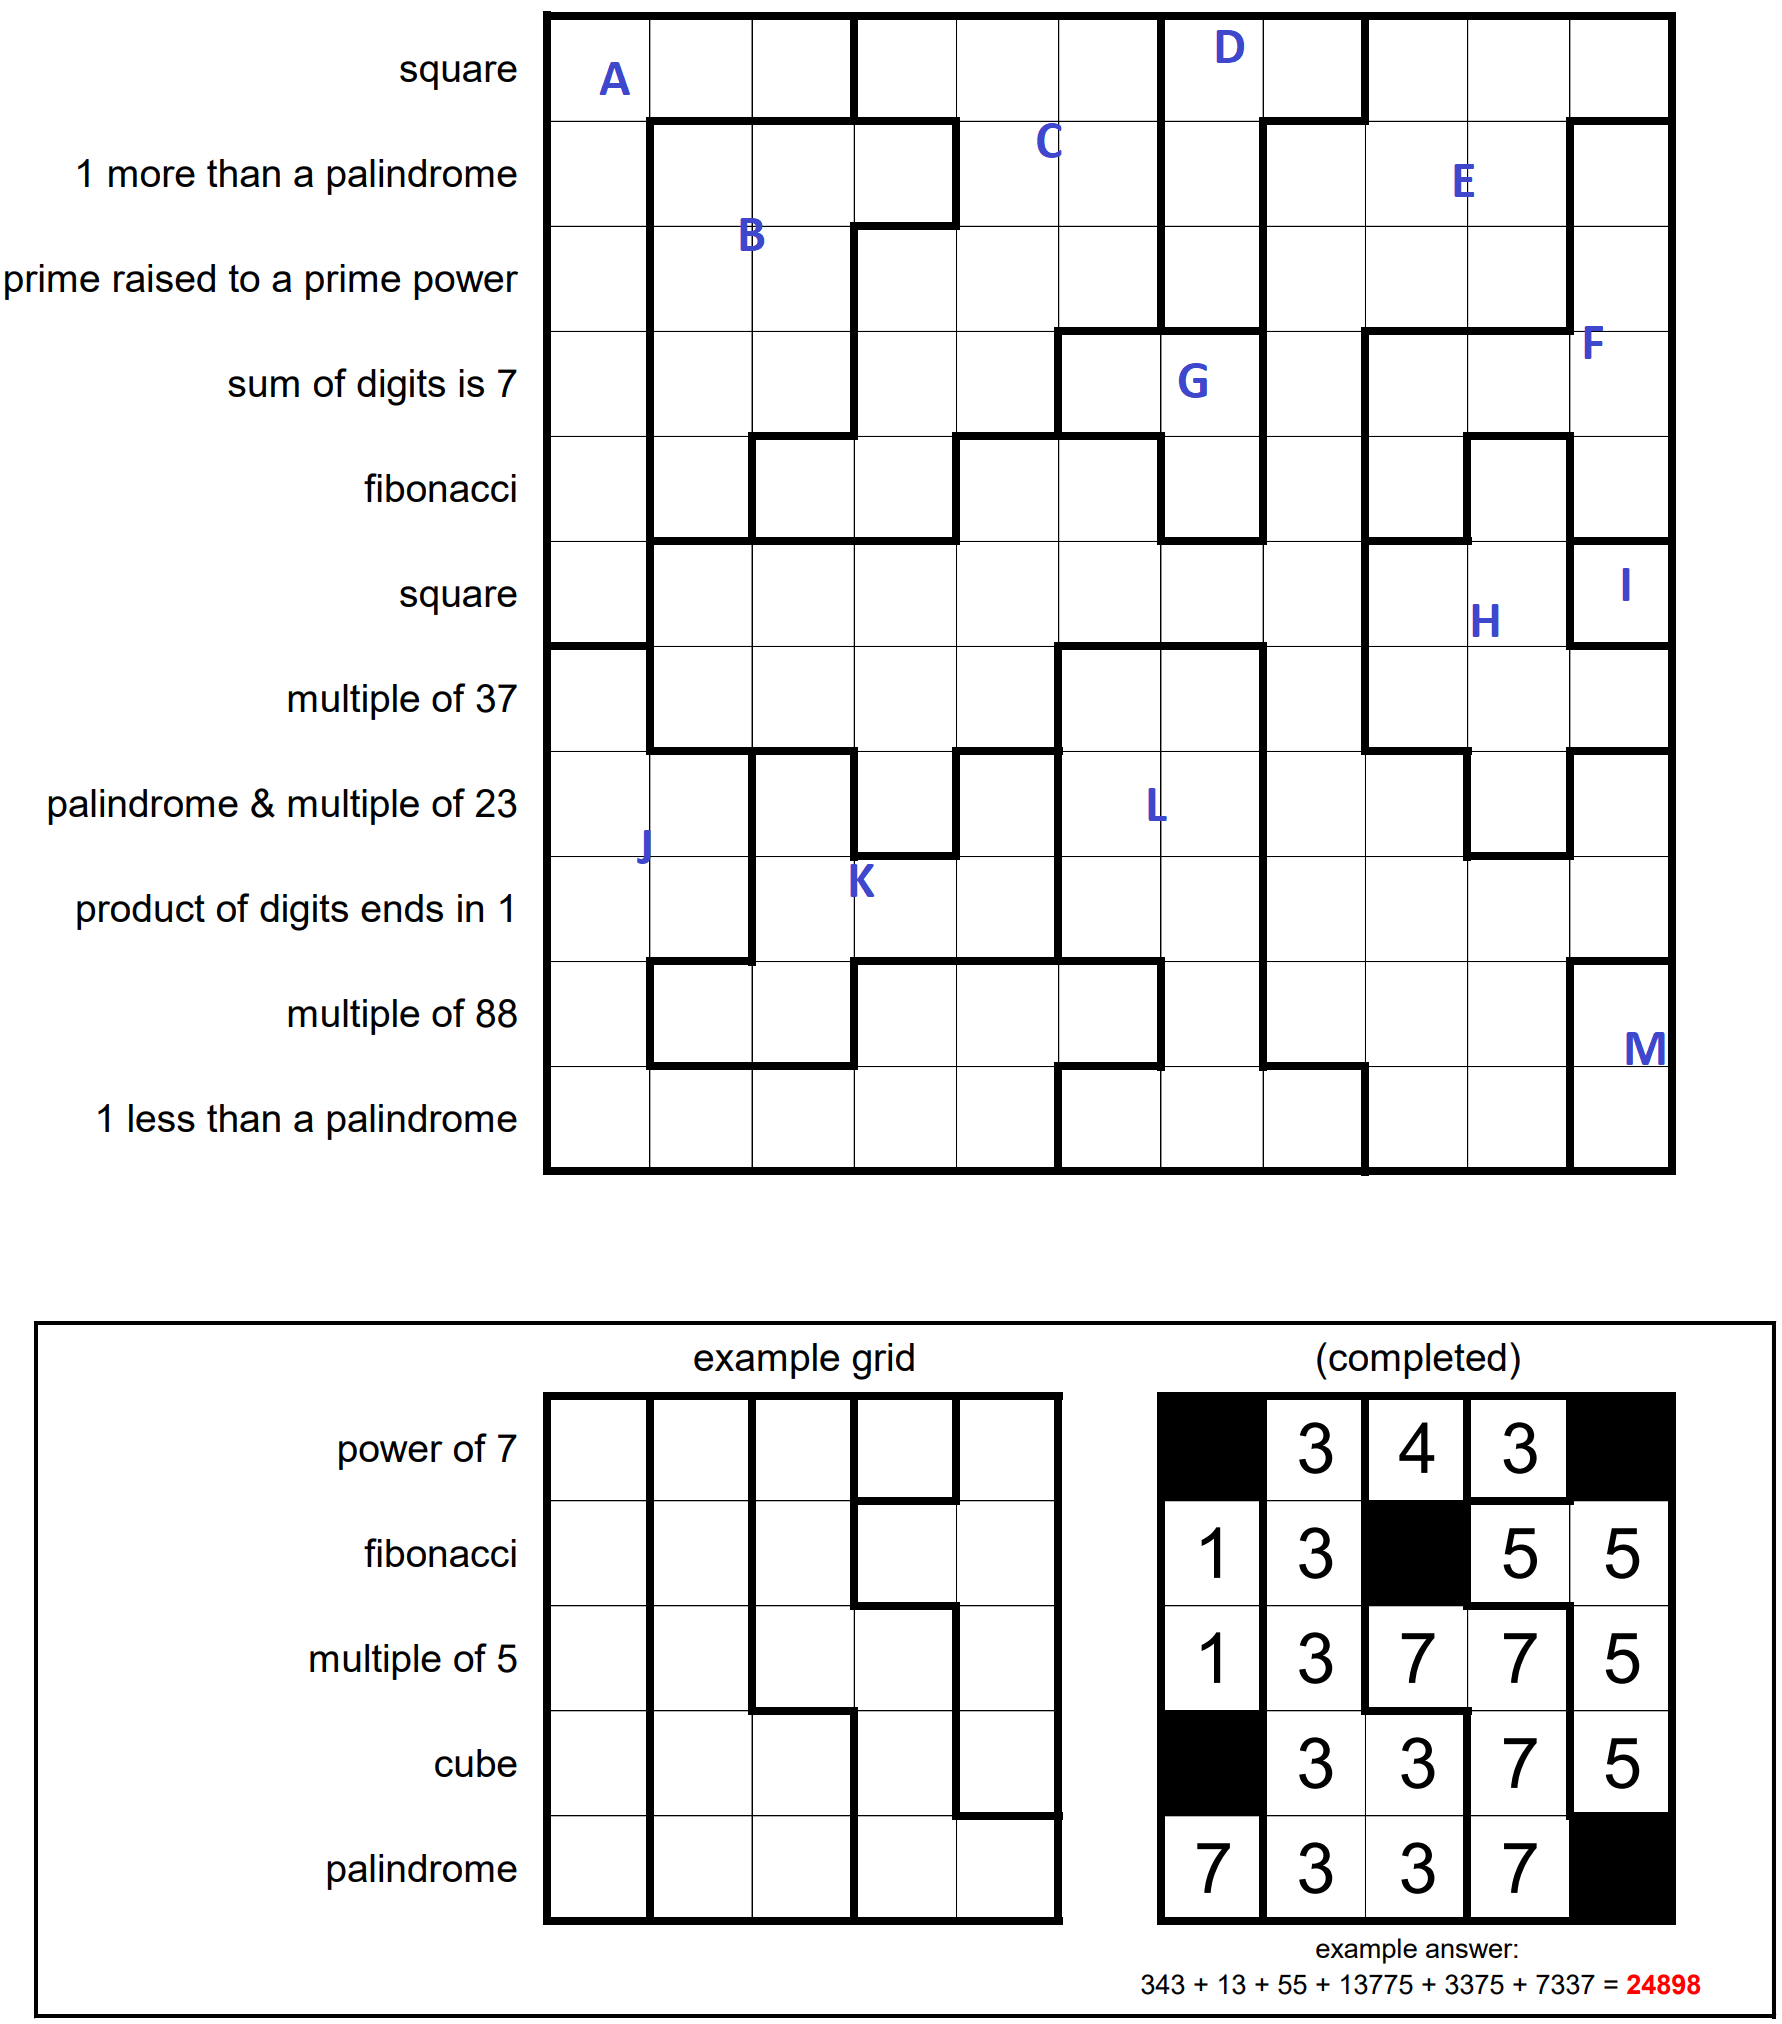 square
1 more than a palindrome
prime raised to a prime power
sum of digits is 7
fibonacci
square
multiple of 37
palindrome & multiple of 23
product of digits ends in 1
multiple of 88
1 less than a palindrome
A
D
C
E
B
F
G
I
H
L
J
K
M
example grid
(completed)
power of 7
fibonacci
multiple of 5
cube
palindrome
3 4 3
1 3 5 5
1 3 7 7 5
3 3 7 5
7 3 3 7
example answer:
343 + 13 + 55 + 13775 + 3375 + 7337 = 24898